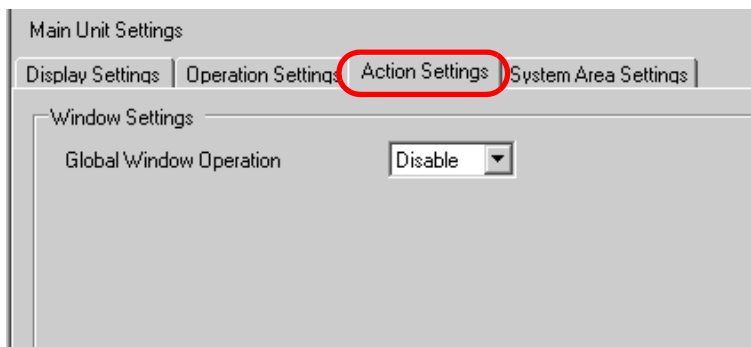 Main Unit Settings
Display Settings Operation Settings Action Settings System Area Settings
Window Settings
Global Window Operation Disable